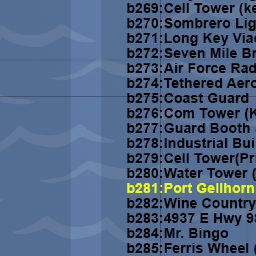 b269:Cell Tower (ke
b270:Sombrero Lig
b271:Long Key Via
b272:Seven Mile Br
b273:Air Force Rad
b274:Tethered Aero
b275:Coast Guard
b276:Com Tower (K
b277:Guard Booth
b278:Industrial Bui
b279:Cell Tower(Pr
b280:Water Tower (
b281:Port Gellhorn
b282:Wine Country
b283:4937 E Hwy 98
b284:Mr. Bingo
b285:Ferris Wheel (